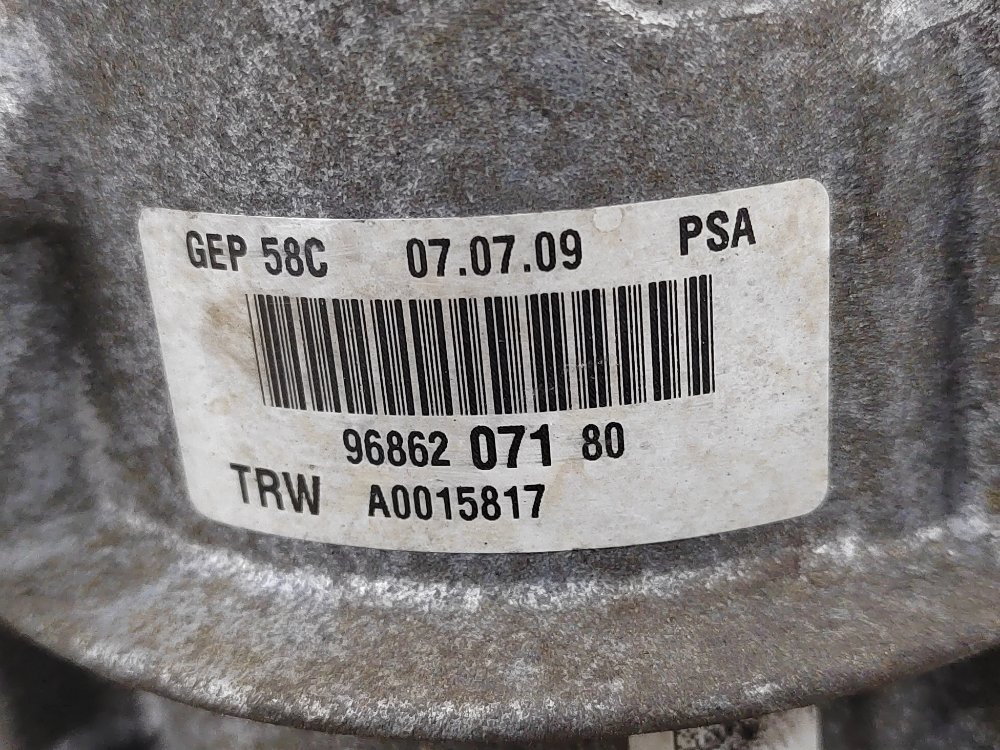 GEP 58C 07.07.09 PSA
96862 071 80
TRW A0015817